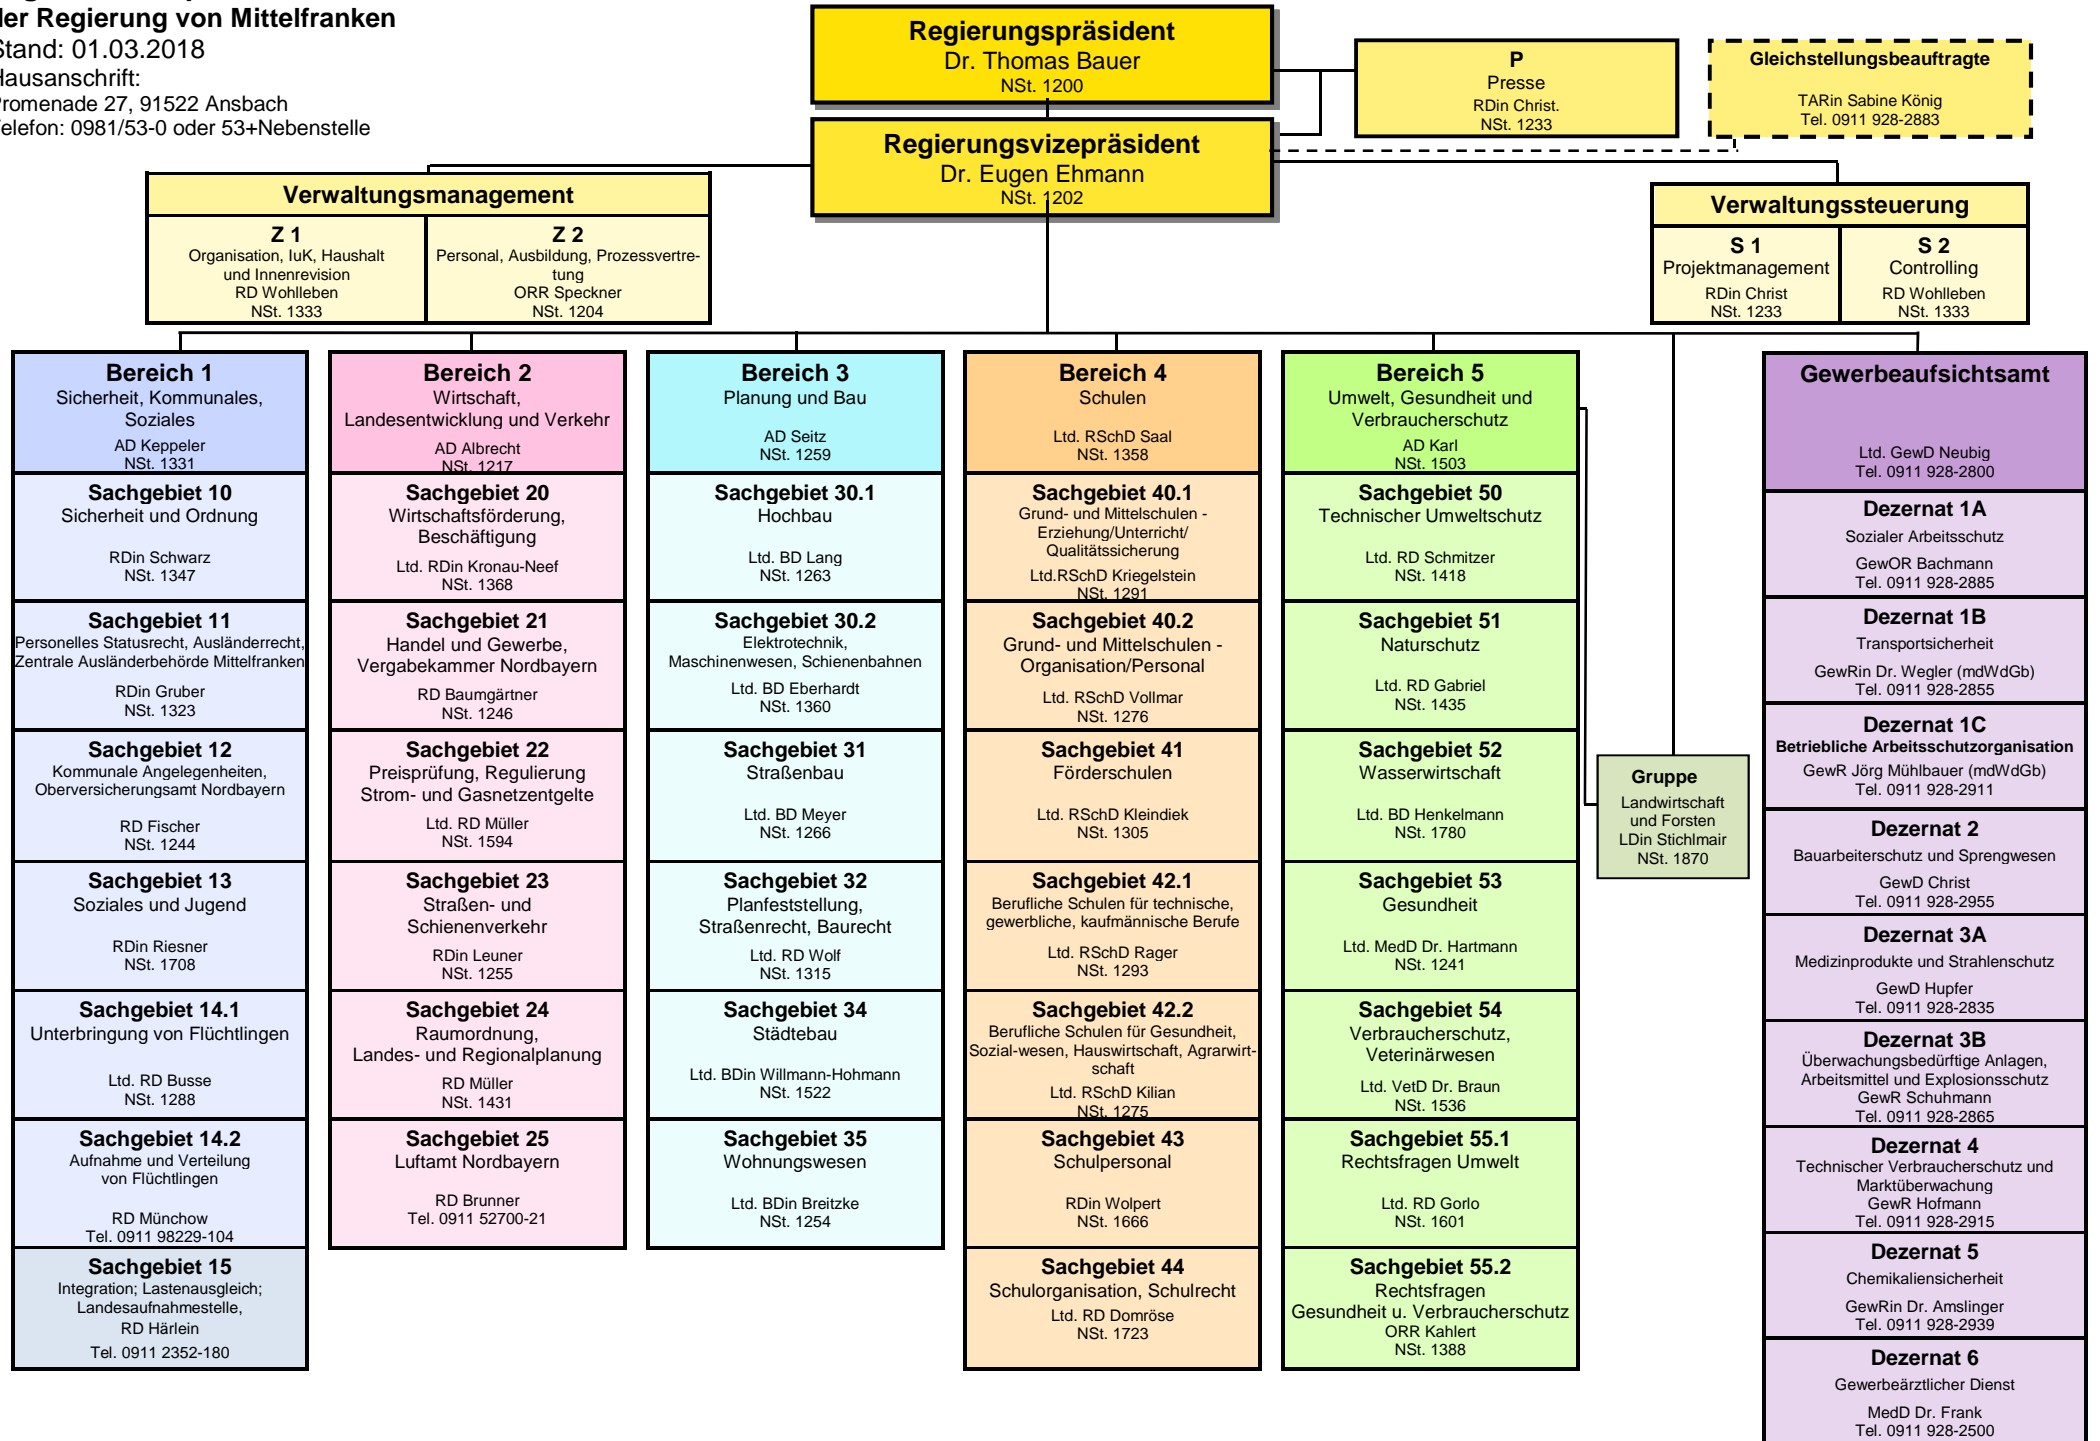 der Regierung von Mittelfranken
Stand: 01.03.2018
Hausanschrift:
Promenade 27, 91522 Ansbach
Telefon: 0981/53-0 oder 53+Nebenstelle
Regierungspräsident
Dr. Thomas Bauer
NSt. 1200
P
Presse
RDin Christ.
NSt. 1233
Gleichstellungsbeauftragte
TARin Sabine König
Tel. 0911 928-2883
Regierungsvizepräsident
Dr. Eugen Ehmann
NSt. 1202
Verwaltungsmanagement
Z 1
Organisation, IuK, Haushalt
und Innenrevision
RD Wohlleben
NSt. 1333
Z 2
Personal, Ausbildung, Prozessvertre-
tung
ORR Speckner
NSt. 1204
Verwaltungssteuerung
S 1
Projektmanagement
RDin Christ
NSt. 1233
S 2
Controlling
RD Wohlleben
NSt. 1333
Bereich 1
Sicherheit, Kommunales,
Soziales
AD Keppeler
NSt. 1331
Sachgebiet 10
Sicherheit und Ordnung
RDin Schwarz
NSt. 1347
Sachgebiet 11
Personelles Statusrecht, Ausländerrecht,
Zentrale Ausländerbehörde Mittelfranken
RDin Gruber
NSt. 1323
Sachgebiet 12
Kommunale Angelegenheiten,
Oberversicherungsamt Nordbayern
RD Fischer
NSt. 1244
Sachgebiet 13
Soziales und Jugend
RDin Riesner
NSt. 1708
Sachgebiet 14.1
Unterbringung von Flüchtlingen
Ltd. RD Busse
NSt. 1288
Sachgebiet 14.2
Aufnahme und Verteilung
von Flüchtlingen
RD Münchow
Tel. 0911 98229-104
Sachgebiet 15
Integration; Lastenausgleich;
Landesaufnahmestelle,
RD Härlein
Tel. 0911 2352-180
Bereich 2
Wirtschaft,
Landesentwicklung und Verkehr
AD Albrecht
NSt. 1217
Sachgebiet 20
Wirtschaftsförderung,
Beschäftigung
Ltd. RDin Kronau-Neef
NSt. 1368
Sachgebiet 21
Handel und Gewerbe,
Vergabekammer Nordbayern
RD Baumgärtner
NSt. 1246
Sachgebiet 22
Preisprüfung, Regulierung
Strom- und Gasnetzentgelte
Ltd. RD Müller
NSt. 1594
Sachgebiet 23
Straßen- und
Schienenverkehr
RDin Leuner
NSt. 1255
Sachgebiet 24
Raumordnung,
Landes- und Regionalplanung
RD Müller
NSt. 1431
Sachgebiet 25
Luftamt Nordbayern
RD Brunner
Tel. 0911 52700-21
Bereich 3
Planung und Bau
AD Seitz
NSt. 1259
Sachgebiet 30.1
Hochbau
Ltd. BD Lang
NSt. 1263
Sachgebiet 30.2
Elektrotechnik,
Maschinenwesen, Schienenbahnen
Ltd. BD Eberhardt
NSt. 1360
Sachgebiet 31
Straßenbau
Ltd. BD Meyer
NSt. 1266
Sachgebiet 32
Planfeststellung,
Straßenrecht, Baurecht
Ltd. RD Wolf
NSt. 1315
Sachgebiet 34
Städtebau
Ltd. BDin Willmann-Hohmann
NSt. 1522
Sachgebiet 35
Wohnungswesen
Ltd. BDin Breitzke
NSt. 1254
Bereich 4
Schulen
Ltd. RSchD Saal
NSt. 1358
Sachgebiet 40.1
Grund- und Mittelschulen -
Erziehung/Unterricht/
Qualitätssicherung
Ltd.RSchD Kriegelstein
NSt. 1291
Sachgebiet 40.2
Grund- und Mittelschulen -
Organisation/Personal
Ltd. RSchD Vollmar
NSt. 1276
Sachgebiet 41
Förderschulen
Ltd. RSchD Kleindiek
NSt. 1305
Sachgebiet 42.1
Berufliche Schulen für technische,
gewerbliche, kaufmännische Berufe
Ltd. RSchD Rager
NSt. 1293
Sachgebiet 42.2
Berufliche Schulen für Gesundheit,
Sozial-wesen, Hauswirtschaft, Agrarwirt-
schaft
Ltd. RSchD Kilian
NSt. 1275
Sachgebiet 43
Schulpersonal
RDin Wolpert
NSt. 1666
Sachgebiet 44
Schulorganisation, Schulrecht
Ltd. RD Domröse
NSt. 1723
Bereich 5
Umwelt, Gesundheit und
Verbraucherschutz
AD Karl
NSt. 1503
Sachgebiet 50
Technischer Umweltschutz
Ltd. RD Schmitzer
NSt. 1418
Sachgebiet 51
Naturschutz
Ltd. RD Gabriel
NSt. 1435
Sachgebiet 52
Wasserwirtschaft
Ltd. BD Henkelmann
NSt. 1780
Sachgebiet 53
Gesundheit
Ltd. MedD Dr. Hartmann
NSt. 1241
Sachgebiet 54
Verbraucherschutz,
Veterinärwesen
Ltd. VetD Dr. Braun
NSt. 1536
Sachgebiet 55.1
Rechtsfragen Umwelt
Ltd. RD Gorlo
NSt. 1601
Sachgebiet 55.2
Rechtsfragen
Gesundheit u. Verbraucherschutz
ORR Kahlert
NSt. 1388
Gruppe
Landwirtschaft
und Forsten
LDin Stichlmair
NSt. 1870
Gewerbeaufsichtsamt
Ltd. GewD Neubig
Tel. 0911 928-2800
Dezernat 1A
Sozialer Arbeitsschutz
GewOR Bachmann
Tel. 0911 928-2885
Dezernat 1B
Transportsicherheit
GewRin Dr. Wegler (mdWdGb)
Tel. 0911 928-2855
Dezernat 1C
Betriebliche Arbeitsschutzorganisation
GewR Jörg Mühlbauer (mdWdGb)
Tel. 0911 928-2911
Dezernat 2
Bauarbeiterschutz und Sprengwesen
GewD Christ
Tel. 0911 928-2955
Dezernat 3A
Medizinprodukte und Strahlenschutz
GewD Hupfer
Tel. 0911 928-2835
Dezernat 3B
Überwachungsbedürftige Anlagen,
Arbeitsmittel und Explosionsschutz
GewR Schuhmann
Tel. 0911 928-2865
Dezernat 4
Technischer Verbraucherschutz und
Marktüberwachung
GewR Hofmann
Tel. 0911 928-2915
Dezernat 5
Chemikaliensicherheit
GewRin Dr. Amslinger
Tel. 0911 928-2939
Dezernat 6
Gewerbeärztlicher Dienst
MedD Dr. Frank
Tel. 0911 928-2500